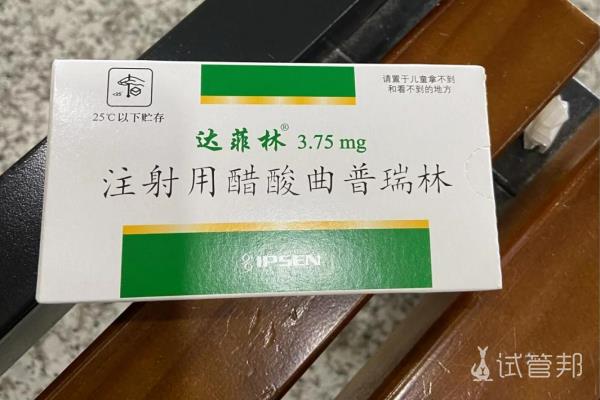 请置于儿童拿不到
和看不到的地方
25℃以下贮存
达菲林® 3.75 mg
注射用醋酸曲普瑞林
IPSEN
试管邦